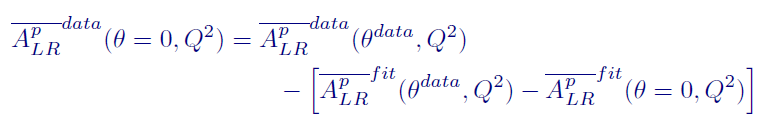 $\overline{A_{LR}^{p}}^{data}(\theta = 0, Q^2) = \overline{A_{LR}^{p}}^{data}(\theta^{data}, Q^2)$
$- \left[ \overline{A_{LR}^{p}}^{fit}(\theta^{data}, Q^2) - \overline{A_{LR}^{p}}^{fit}(\theta = 0, Q^2) \right]$